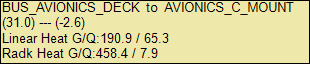 BUS_AVIONICS_DECK to AVIONICS_C_MOUNT
(31.0) --- (-2.6)
Linear Heat G/Q:190.9 / 65.3
Radk Heat G/Q:458.4 / 7.9